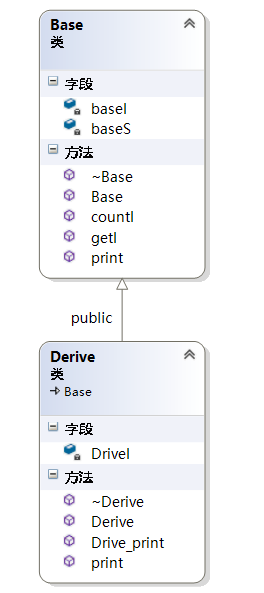 Base
类
字段
baseI
baseS
方法
~Base
Base
countI
getI
print
public
Derive
类
Base
字段
DriveI
方法
~Derive
Derive
Drive_print
print